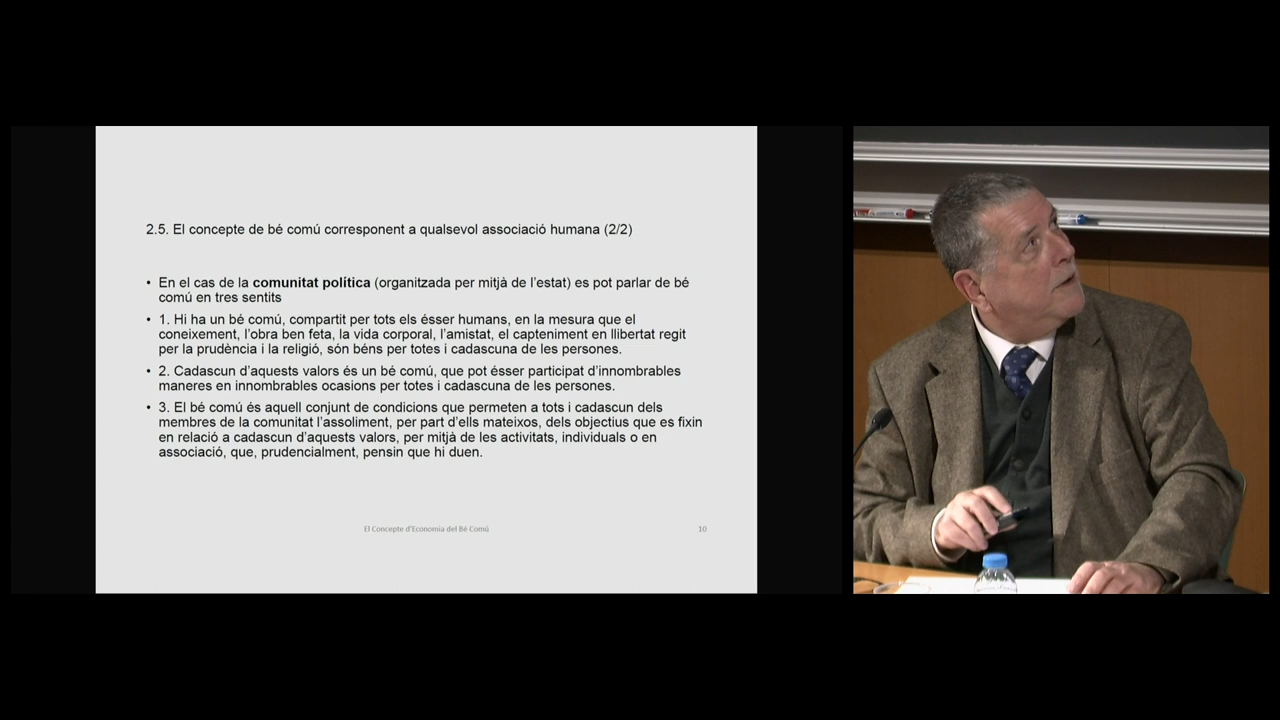 2.5. El concepte de bé comú corresponent a qualsevol associació humana (2/2)
• En el cas de la comunitat política (organitzada per mitjà de l'estat) es pot parlar de bé
comú en tres sentits
• 1. Hi ha un bé comú, compartit per tots els ésser humans, en la mesura que el
coneixement, l'obra ben feta, la vida corporal, l'amistat, el capteniment en llibertat regit
per la prudència i la religió, són béns per totes i cadascuna de les persones.
• 2. Cadascun d'aquests valors és un bé comú, que pot ésser participat d'innombrables
maneres en innombrables ocasions per totes i cadascuna de les persones.
• 3. El bé comú és aquell conjunt de condicions que permeten a tots i cadascun dels
membres de la comunitat l'assoliment, per part d'ells mateixos, dels objectius que es fixin
en relació a cadascun d'aquests valors, per mitjà de les activitats, individuals o en
associació, que, prudencialment, pensin que hi duen.
El Concepte d'Economia del Bé Comú 10